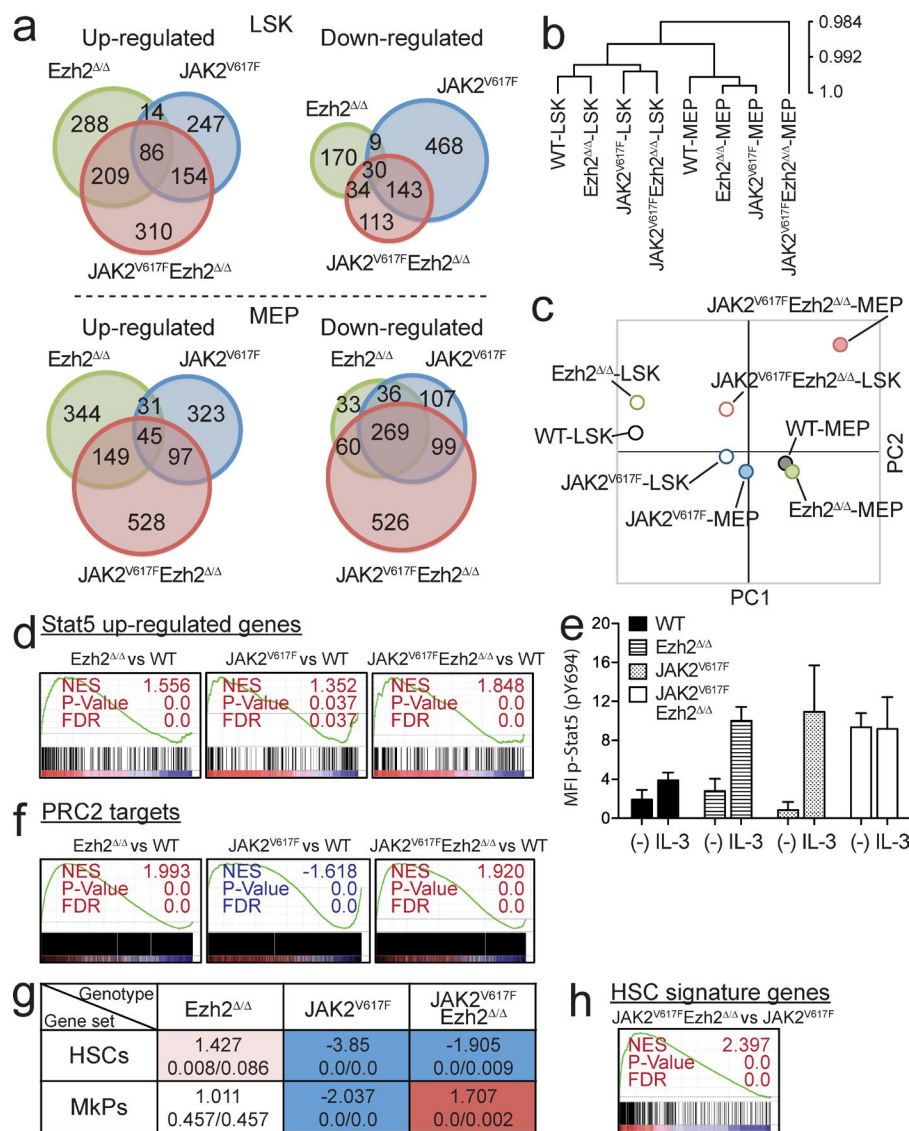 a
LSK
Up-regulated
Down-regulated
Ezh2Δ/Δ
JAK2V617F
288
14
247
86
209
154
310
JAK2V617FEzh2Δ/Δ
Ezh2Δ/Δ
JAK2V617F
170
9
468
30
34
143
113
JAK2V617FEzh2Δ/Δ
MEP
Up-regulated
Down-regulated
Ezh2Δ/Δ
JAK2V617F
344
31
323
45
149
97
528
JAK2V617FEzh2Δ/Δ
Ezh2Δ/Δ
JAK2V617F
33
36
107
269
60
99
526
JAK2V617FEzh2Δ/Δ
b
0.984
0.992
1.0
WT-LSK
Ezh2Δ/Δ-LSK
JAK2V617F-LSK
JAK2V617FEzh2Δ/Δ-LSK
WT-MEP
Ezh2Δ/Δ-MEP
JAK2V617F-MEP
JAK2V617FEzh2Δ/Δ-MEP
c
JAK2V617FEzh2Δ/Δ-MEP
Ezh2Δ/Δ-LSK
JAK2V617FEzh2Δ/Δ-LSK
WT-LSK
WT-MEP
JAK2V617F-LSK
JAK2V617F-MEP
Ezh2Δ/Δ-MEP
PC2
PC1
d Stat5 up-regulated genes
Ezh2Δ/Δ vs WT
NES 1.556
P-Value 0.0
FDR 0.0
JAK2V617F vs WT
NES 1.352
P-Value 0.037
FDR 0.037
JAK2V617FEzh2Δ/Δ vs WT
NES 1.848
P-Value 0.0
FDR 0.0
e
MFI p-Stat5 (pY694)
20
16
12
8
4
0
WT
Ezh2Δ/Δ
JAK2V617F
JAK2V617F
Ezh2Δ/Δ
(-) IL-3 (-) IL-3 (-) IL-3 (-) IL-3
f PRC2 targets
Ezh2Δ/Δ vs WT
NES 1.993
P-Value 0.0
FDR 0.0
JAK2V617F vs WT
NES -1.618
P-Value 0.0
FDR 0.0
JAK2V617FEzh2Δ/Δ vs WT
NES 1.920
P-Value 0.0
FDR 0.0
g
Genotype
Gene set
Ezh2Δ/Δ
JAK2V617F
JAK2V617F
Ezh2Δ/Δ
HSCs
1.427
0.008/0.086
-3.85
0.0/0.0
-1.905
0.0/0.009
MkPs
1.011
0.457/0.457
-2.037
0.0/0.0
1.707
0.0/0.002
h HSC signature genes
JAK2V617FEzh2Δ/Δ vs JAK2V617F
NES 2.397
P-Value 0.0
FDR 0.0